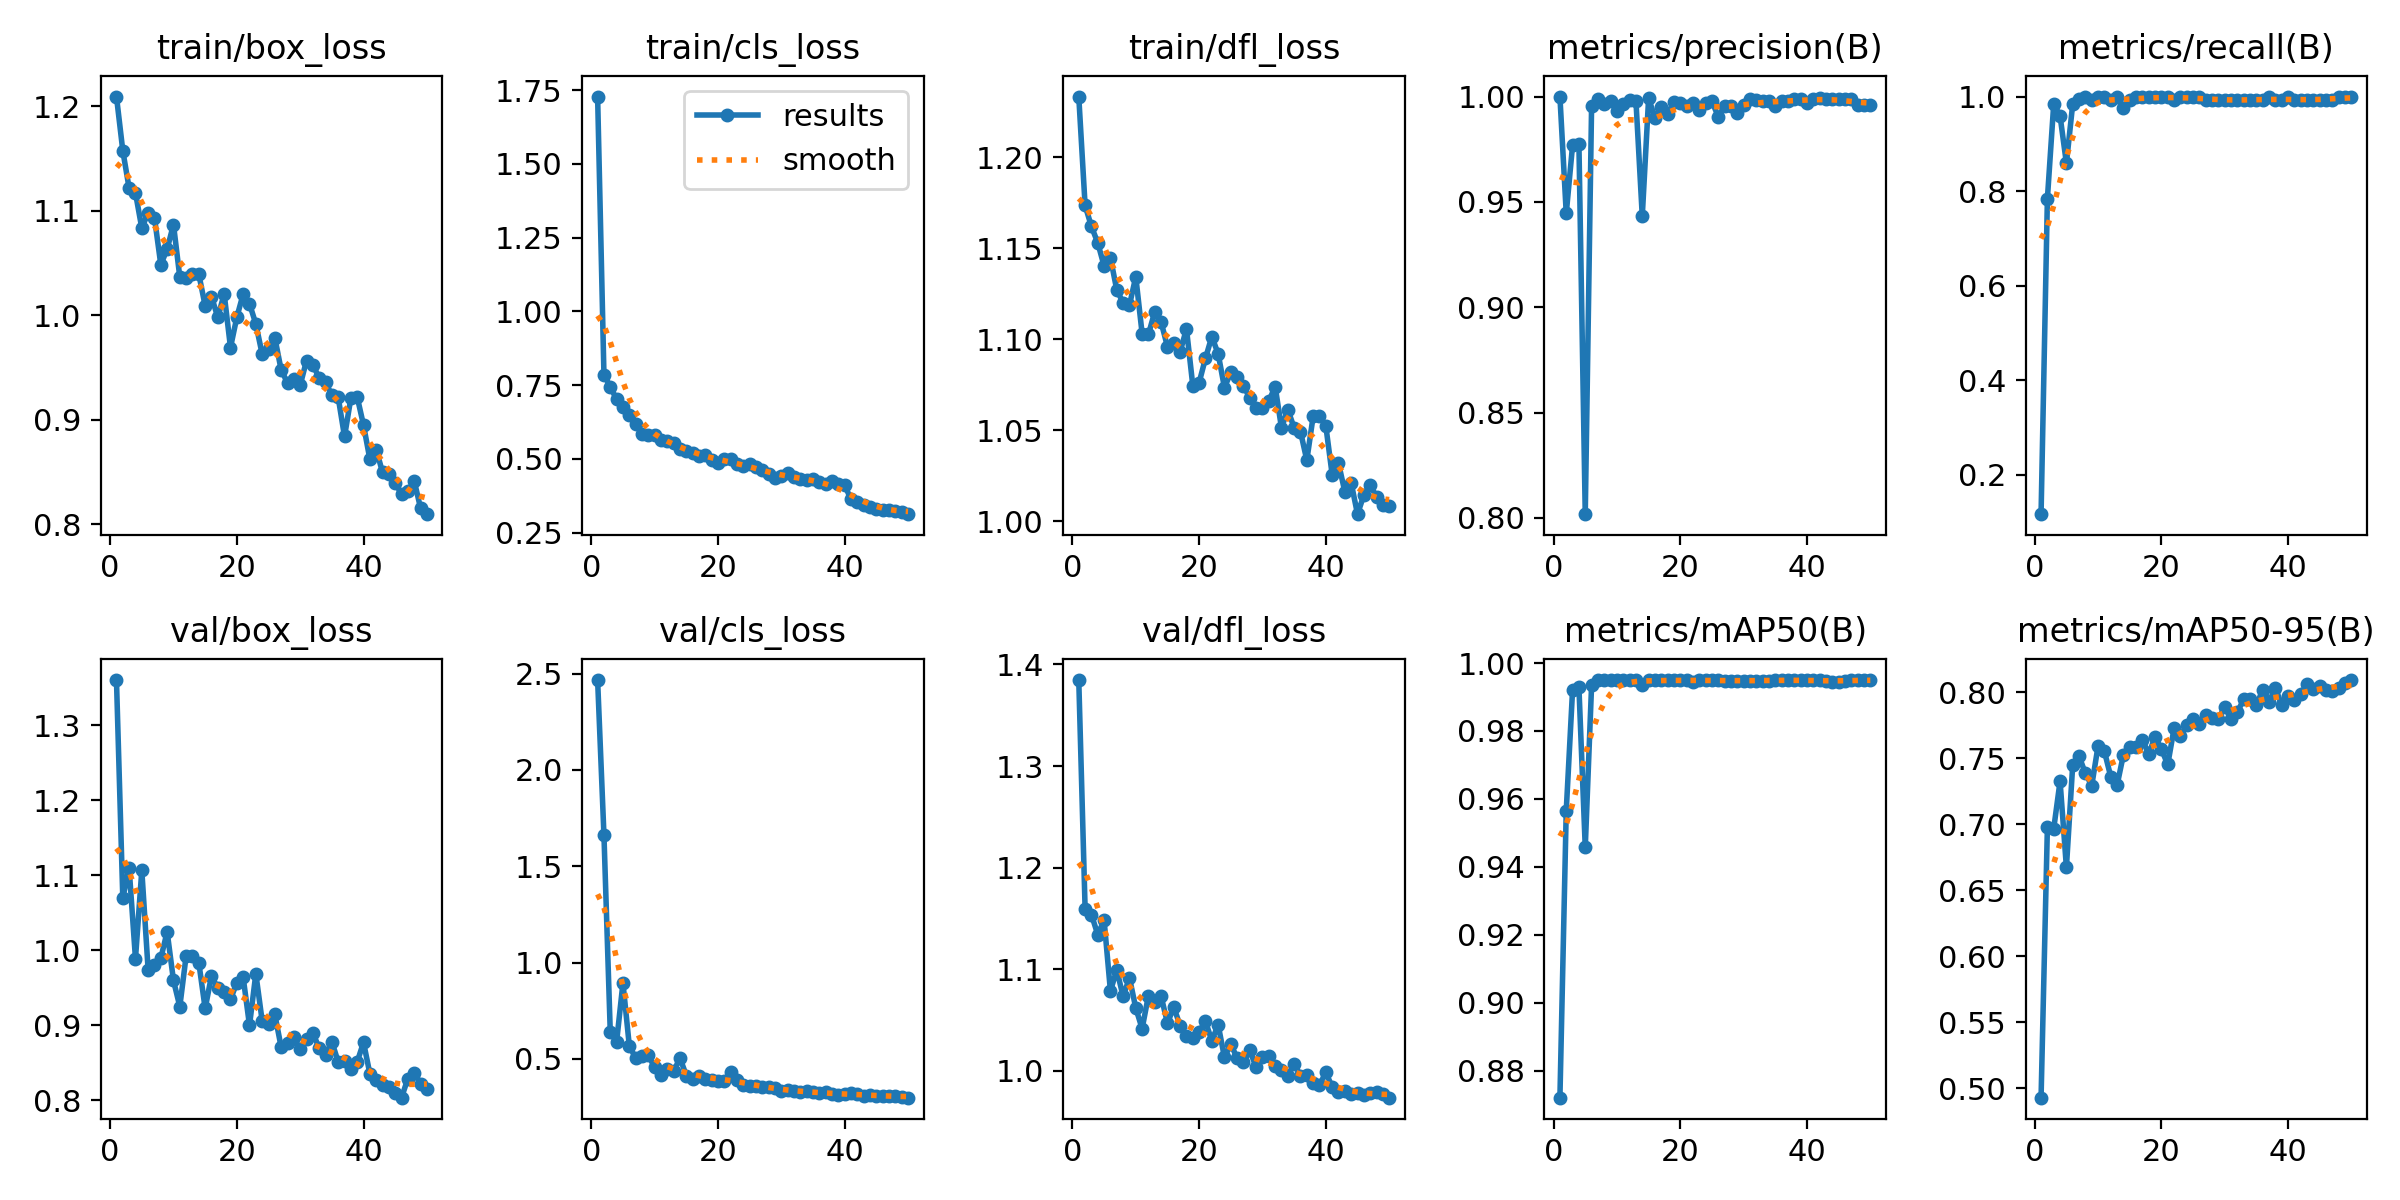 train/box_loss
1.2
1.1
1.0
0.9
0.8
0 20 40
train/cls_loss
results
smooth
1.75
1.50
1.25
1.00
0.75
0.50
0.25
0 20 40
train/dfl_loss
1.20
1.15
1.10
1.05
1.00
0 20 40
metrics/precision(B)
1.00
0.95
0.90
0.85
0.80
0 20 40
metrics/recall(B)
1.0
0.8
0.6
0.4
0.2
0 20 40
val/box_loss
1.3
1.2
1.1
1.0
0.9
0.8
0 20 40
val/cls_loss
2.5
2.0
1.5
1.0
0.5
0 20 40
val/dfl_loss
1.4
1.3
1.2
1.1
1.0
0 20 40
metrics/mAP50(B)
1.00
0.98
0.96
0.94
0.92
0.90
0.88
0 20 40
metrics/mAP50-95(B)
0.80
0.75
0.70
0.65
0.60
0.55
0.50
0 20 40